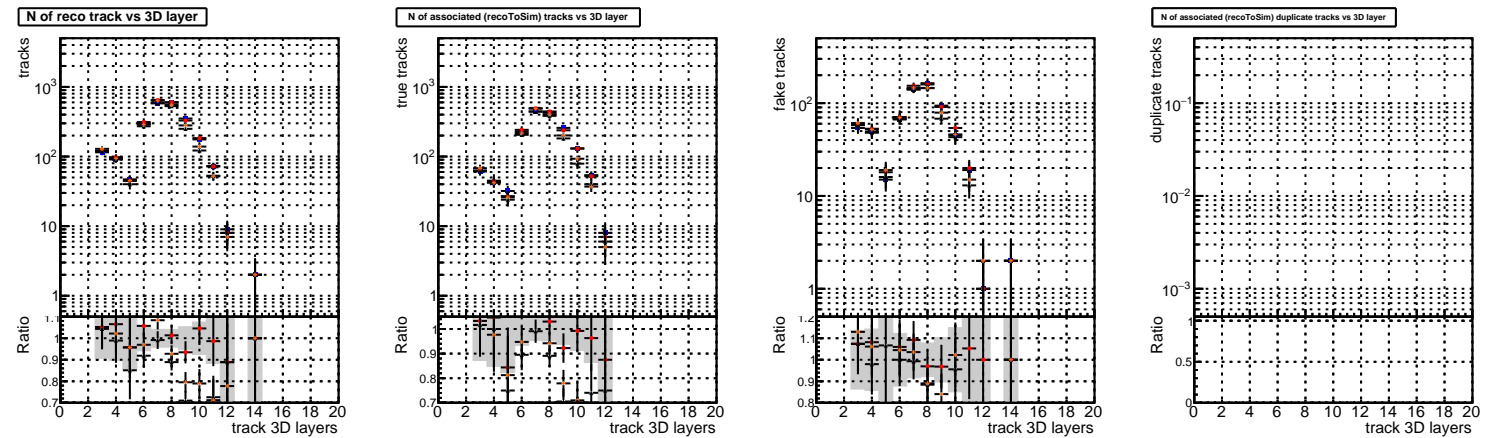 N of reco track vs 3D layer
tracks
10³
10²
10
1
Ratio
1.1
1
0.9
0.8
0.7
0 2 4 6 8 10 12 14 16 18 20
track 3D layers
N of associated (recoToSim) tracks vs 3D layer
true tracks
10³
10²
10
1
Ratio
1
0.9
0.8
0.7
0 2 4 6 8 10 12 14 16 18 20
track 3D layers
fake tracks
10²
10
1
Ratio
1.2
1.1
1
0.9
0.8
0 2 4 6 8 10 12 14 16 18 20
track 3D layers
N of associated (recoToSim) duplicate tracks vs 3D layer
duplicate tracks
10⁻¹
10⁻²
10⁻³
Ratio
1
0.5
0
0 2 4 6 8 10 12 14 16 18 20
track 3D layers